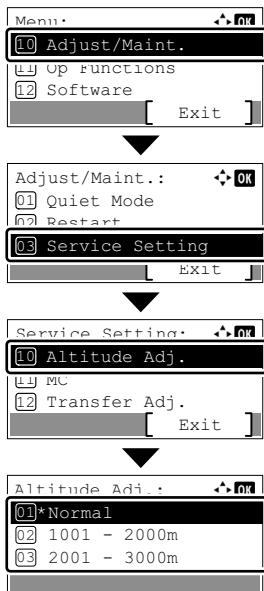 Menu: OK
10 Adjust/Maint.
11 Op Functions
12 Software
[ Exit ]
Adjust/Maint.: OK
01 Quiet Mode
02 Restart
03 Service Setting
[ Exit ]
Service Setting: OK
10 Altitude Adj.
11 MC
12 Transfer Adj.
[ Exit ]
Altitude Adj.: OK
01*Normal
02 1001 - 2000m
03 2001 - 3000m